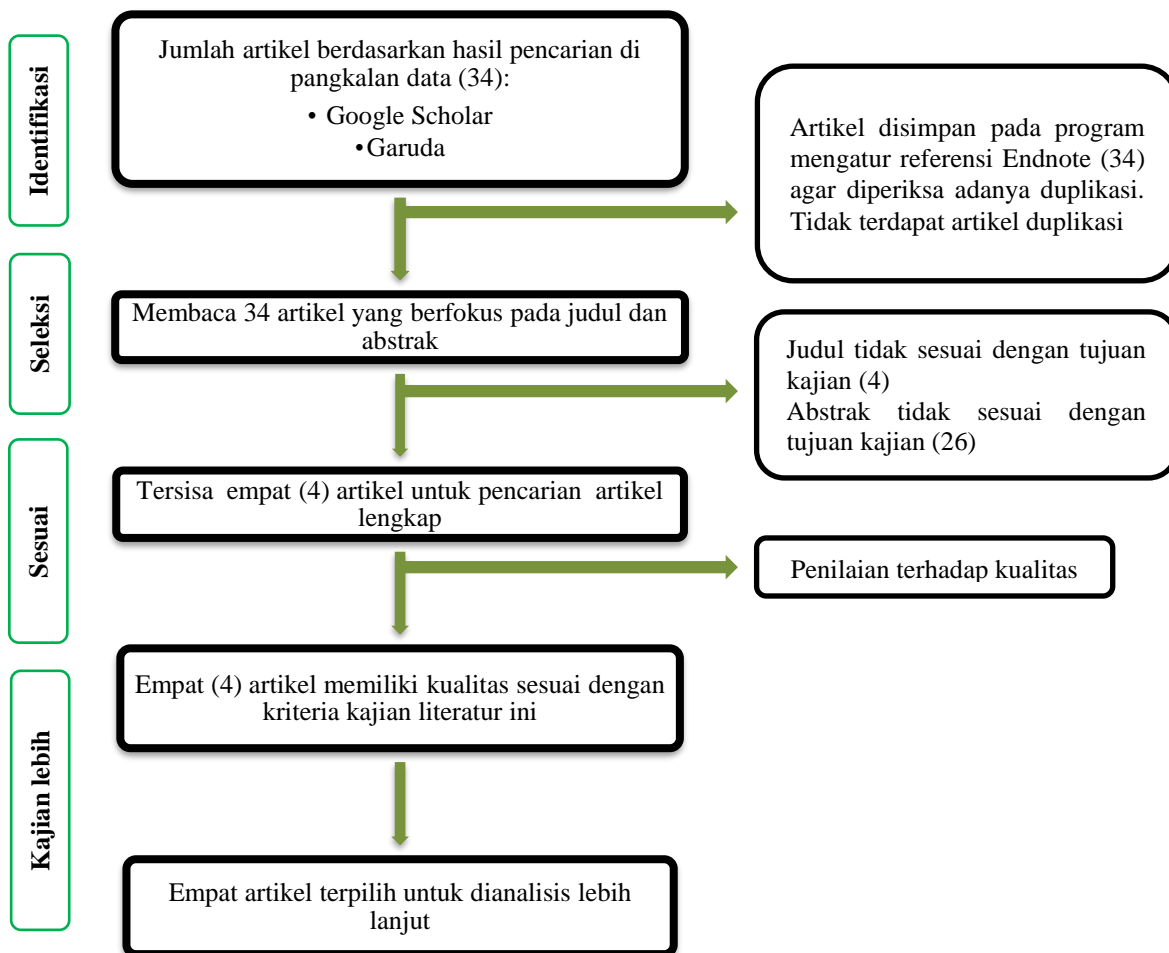 Identifikasi
Jumlah artikel berdasarkan hasil pencarian di
pangkalan data (34):
• Google Scholar
•Garuda
Artikel disimpan pada program
mengatur referensi Endnote (34)
agar diperiksa adanya duplikasi.
Tidak terdapat artikel duplikasi
Seleksi
Membaca 34 artikel yang berfokus pada judul dan
abstrak
Judul tidak sesuai dengan tujuan
kajian (4)
Abstrak tidak sesuai dengan
tujuan kajian (26)
Sesuai
Tersisa empat (4) artikel untuk pencarian artikel
lengkap
Penilaian terhadap kualitas
Kajian lebih
Empat (4) artikel memiliki kualitas sesuai dengan
kriteria kajian literatur ini
Empat artikel terpilih untuk dianalisis lebih
lanjut